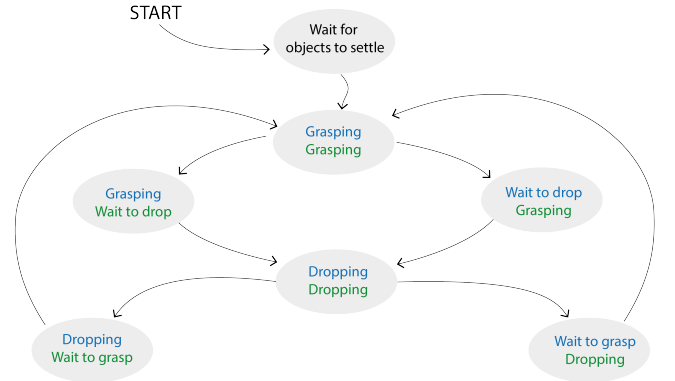 START
Wait for
objects to settle
Grasping
Grasping
Grasping
Wait to drop
Wait to drop
Grasping
Dropping
Dropping
Dropping
Wait to grasp
Wait to grasp
Dropping